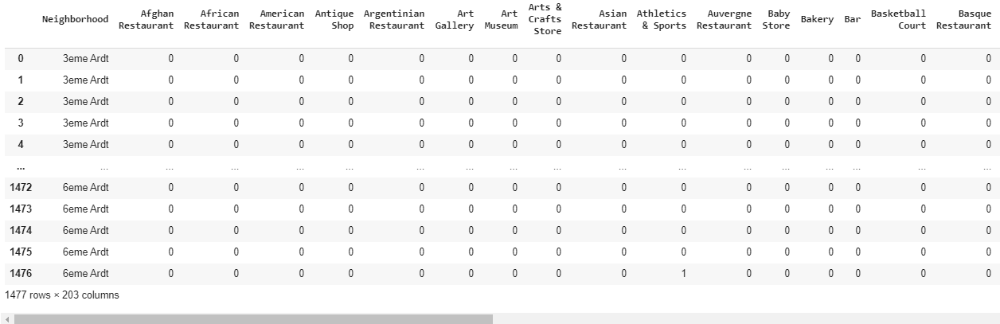 Neighborhood Afghan Restaurant African Restaurant American Restaurant Antique Shop Argentinian Restaurant Art Gallery Art Museum Arts & Crafts Store Asian Restaurant Athletics & Sports Auvergne Restaurant Baby Store Bakery Bar Basketball Court Basque Restaurant
0 3eme Ardt 0 0 0 0 0 0 0 0 0 0 0 0 0 0 0 0
1 3eme Ardt 0 0 0 0 0 0 0 0 0 0 0 0 0 0 0 0
2 3eme Ardt 0 0 0 0 0 0 0 0 0 0 0 0 0 0 0 0
3 3eme Ardt 0 0 0 0 0 0 0 0 0 0 0 0 0 0 0 0
4 3eme Ardt 0 0 0 0 0 0 0 0 0 0 0 0 0 0 0 0
... ... ... ... ... ... ... ... ... ... ... ... ... ... ... ... ... ...
1472 6eme Ardt 0 0 0 0 0 0 0 0 0 0 0 0 0 0 0 0
1473 6eme Ardt 0 0 0 0 0 0 0 0 0 0 0 0 0 0 0 0
1474 6eme Ardt 0 0 0 0 0 0 0 0 0 0 0 0 0 0 0 0
1475 6eme Ardt 0 0 0 0 0 0 0 0 0 0 0 0 0 0 0 0
1476 6eme Ardt 0 0 0 0 0 0 0 0 0 1 0 0 0 0 0 0
1477 rows × 203 columns